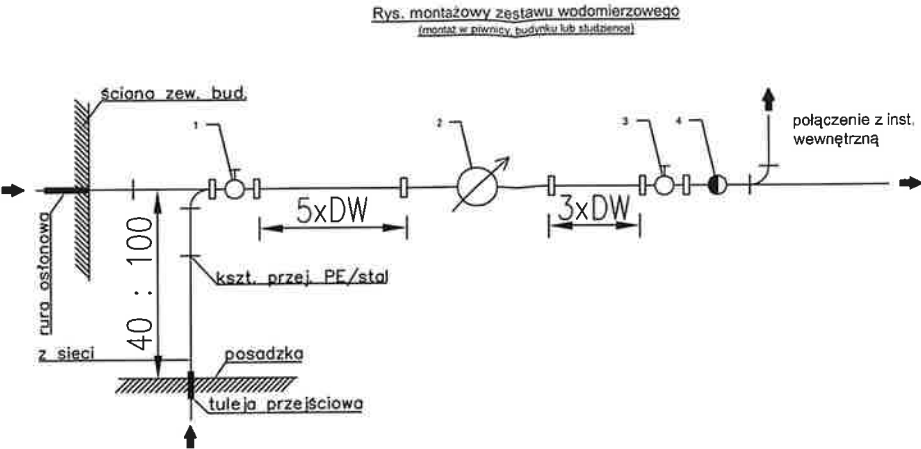 Rys. montażowy zestawu wodomierzowego
(montaż w piwnicy, budynku lub studzience)
ściana zew. bud.
1
2
3
4
połączenie z inst.
wewnętrzną
5xDW
3xDW
rura osłonowa
40 : 100
kszt. przej. PE/stal
z sieci
posadzka
tuleja przejściowa